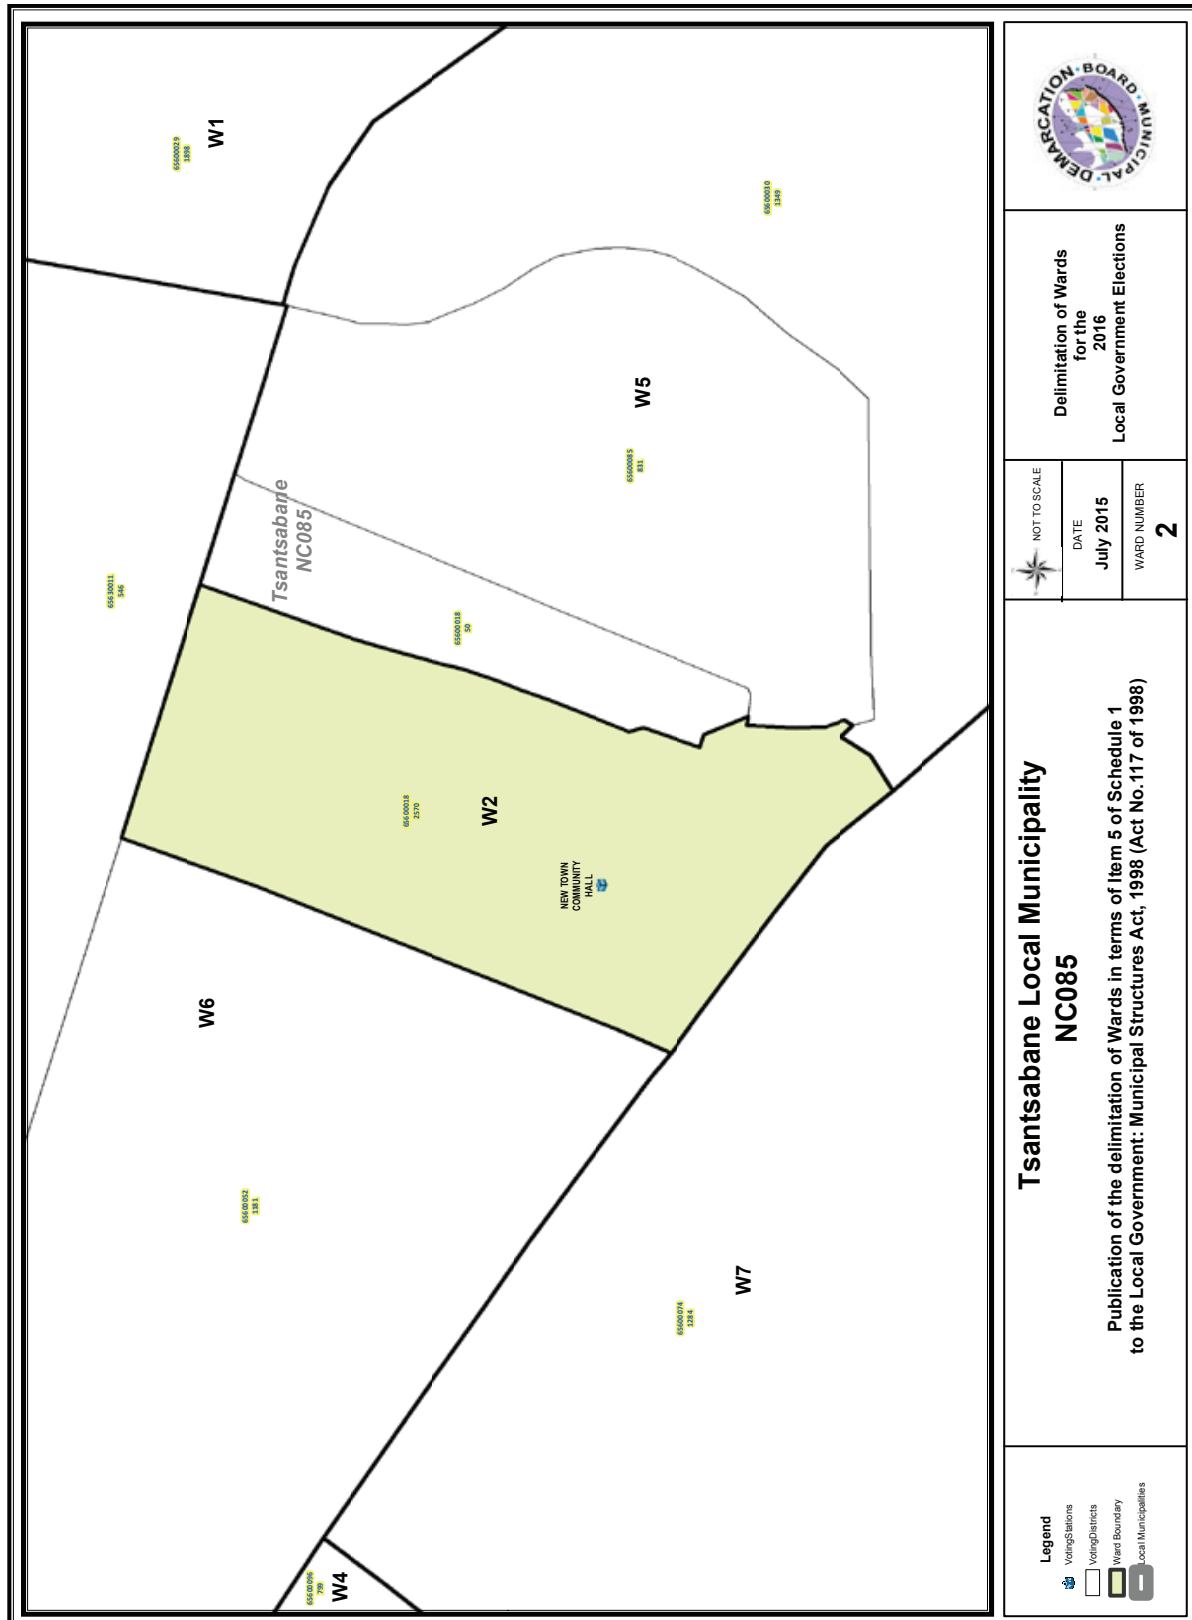 65600029
1898
W1
65600030
1349
65630011
546
Tsantsabane
NC085
W5
65600085
831
65600018
50
65600018
2570
W2
NEW TOWN
COMMUNITY
HALL
W6
65600052
1181
W7
65600074
1284
65600096
759
W4
Legend
VotingStations
VotingDistricts
Ward Boundary
Local Municipalities
Tsantsabane Local Municipality
NC085
Publication of the delimitation of Wards in terms of Item 5 of Schedule 1
to the Local Government: Municipal Structures Act, 1998 (Act No.117 of 1998)
NOT TO SCALE
DATE
July 2015
WARD NUMBER
2
Delimitation of Wards
for the
2016
Local Government Elections
MUNICIPAL · DEMARCATION · BOARD ·